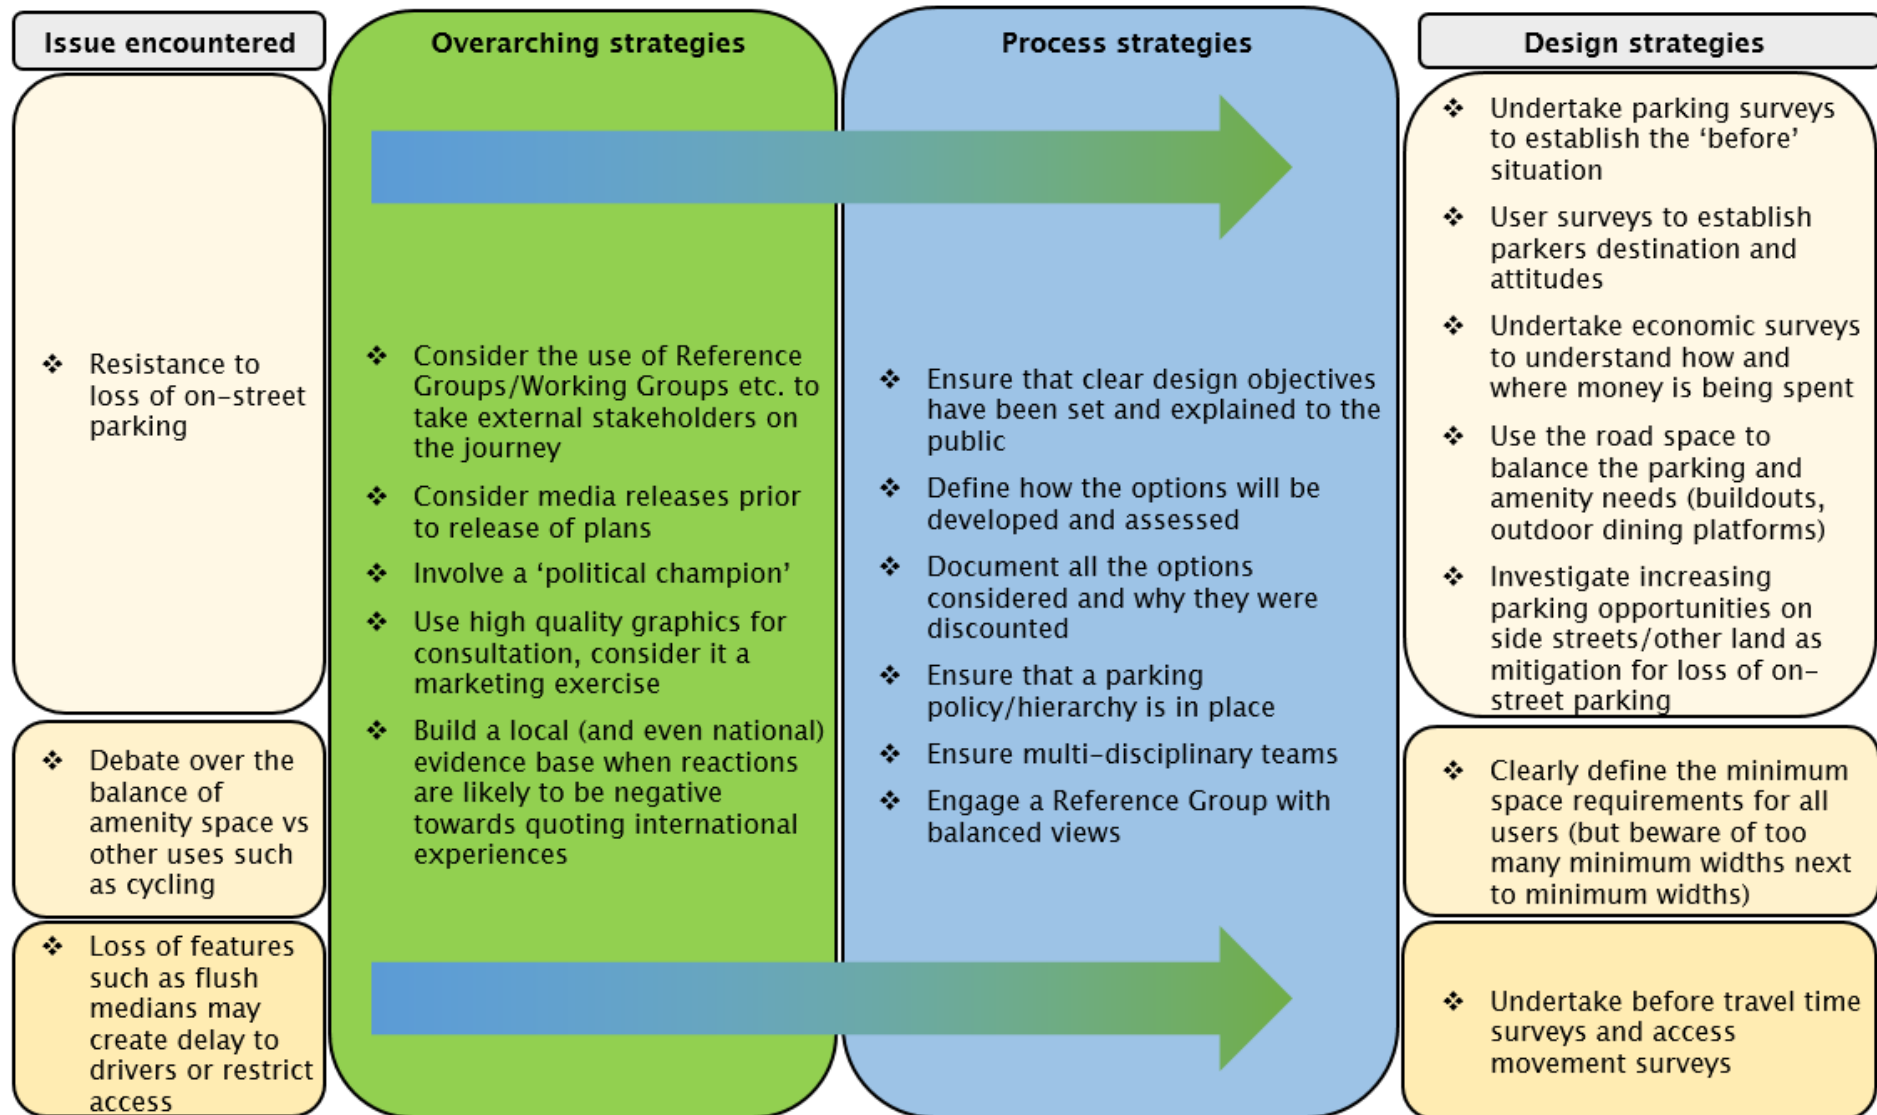 Issue encountered
Overarching strategies
Process strategies
Design strategies
❖ Resistance to
loss of on-street
parking
❖ Debate over the
balance of
amenity space vs
other uses such
as cycling
❖ Loss of features
such as flush
medians may
create delay to
drivers or restrict
access
❖ Consider the use of Reference
Groups/Working Groups etc. to
take external stakeholders on
the journey
❖ Consider media releases prior
to release of plans
❖ Involve a ‘political champion’
❖ Use high quality graphics for
consultation, consider it a
marketing exercise
❖ Build a local (and even national)
evidence base when reactions
are likely to be negative
towards quoting international
experiences
❖ Ensure that clear design objectives
have been set and explained to the
public
❖ Define how the options will be
developed and assessed
❖ Document all the options
considered and why they were
discounted
❖ Ensure that a parking
policy/hierarchy is in place
❖ Ensure multi-disciplinary teams
❖ Engage a Reference Group with
balanced views
❖ Undertake parking surveys
to establish the ‘before’
situation
❖ User surveys to establish
parkers destination and
attitudes
❖ Undertake economic surveys
to understand how and
where money is being spent
❖ Use the road space to
balance the parking and
amenity needs (buildouts,
outdoor dining platforms)
❖ Investigate increasing
parking opportunities on
side streets/other land as
mitigation for loss of on-
street parking
❖ Clearly define the minimum
space requirements for all
users (but beware of too
many minimum widths next
to minimum widths)
❖ Undertake before travel time
surveys and access
movement surveys